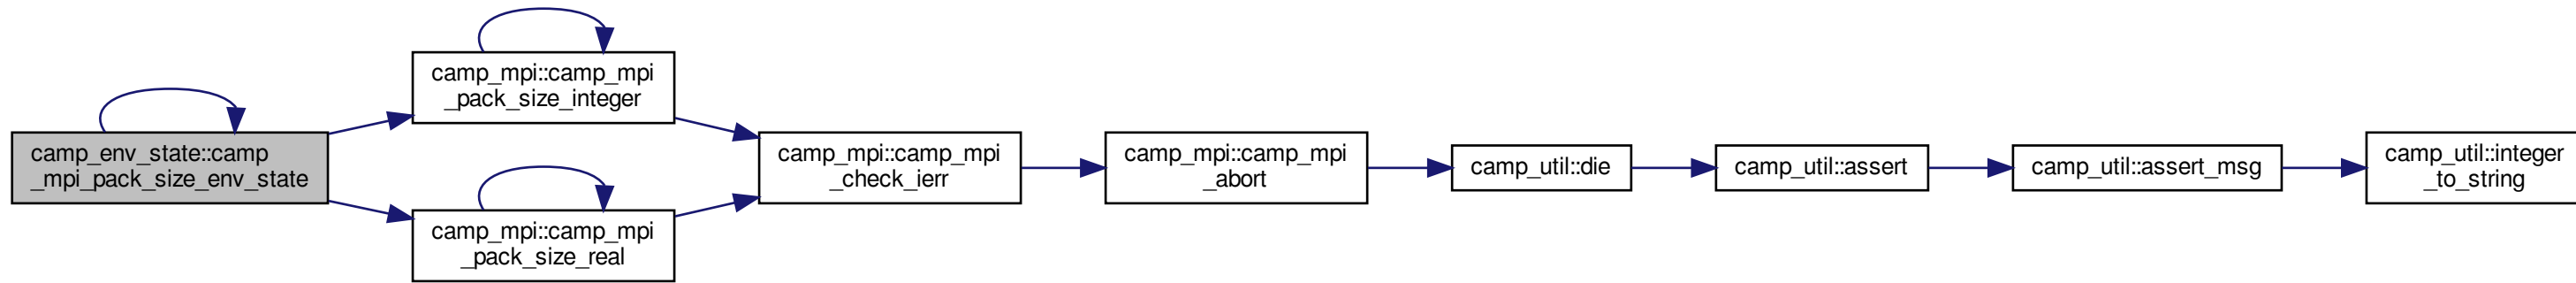 camp_env_state::camp
_mpi_pack_size_env_state
camp_mpi::camp_mpi
_pack_size_integer
camp_mpi::camp_mpi
_pack_size_real
camp_mpi::camp_mpi
_check_ierr
camp_mpi::camp_mpi
_abort
camp_util::die
camp_util::assert
camp_util::assert_msg
camp_util::integer
_to_string